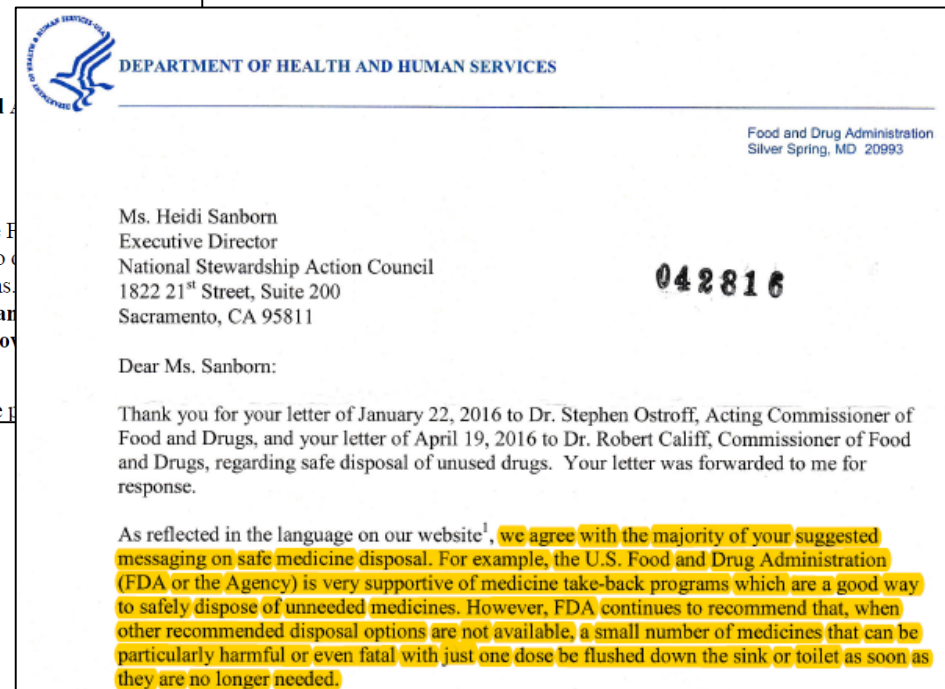 DEPARTMENT OF HEALTH AND HUMAN SERVICES
Food and Drug Administration
Silver Spring, MD 20993
Ms. Heidi Sanborn
Executive Director
National Stewardship Action Council
1822 21st Street, Suite 200
Sacramento, CA 95811
042816
Dear Ms. Sanborn:
Thank you for your letter of January 22, 2016 to Dr. Stephen Ostroff, Acting Commissioner of
Food and Drugs, and your letter of April 19, 2016 to Dr. Robert Califf, Commissioner of Food
and Drugs, regarding safe disposal of unused drugs. Your letter was forwarded to me for
response.
As reflected in the language on our website1, we agree with the majority of your suggested
messaging on safe medicine disposal. For example, the U.S. Food and Drug Administration
(FDA or the Agency) is very supportive of medicine take-back programs which are a good way
to safely dispose of unneeded medicines. However, FDA continues to recommend that, when
other recommended disposal options are not available, a small number of medicines that can be
particularly harmful or even fatal with just one dose be flushed down the sink or toilet as soon as
they are no longer needed.